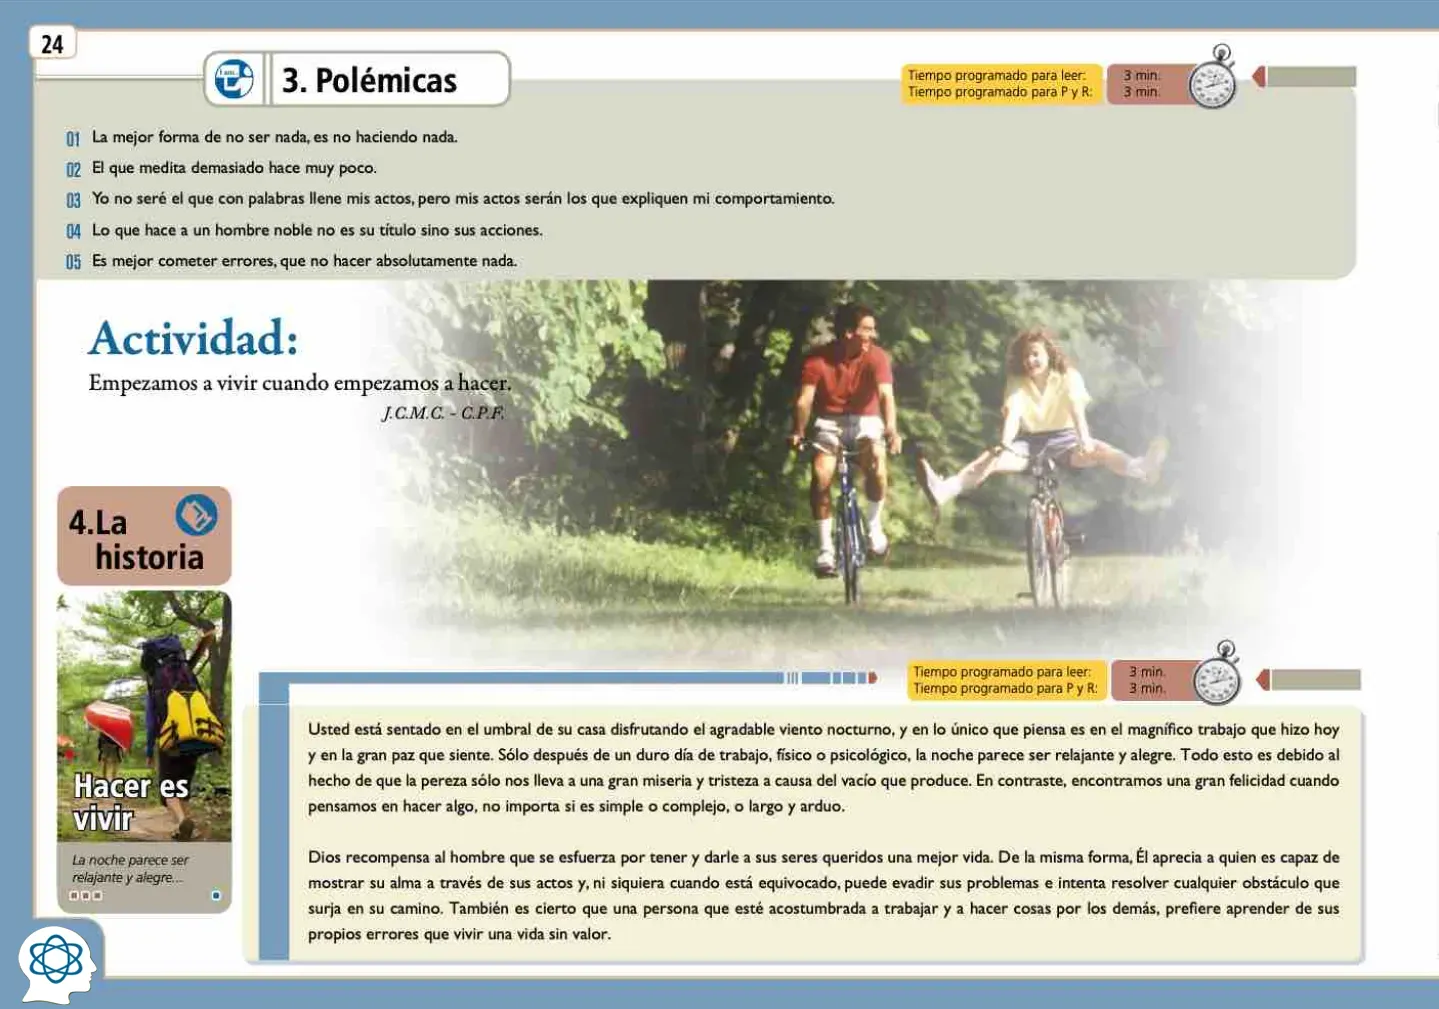 24
3. Polémicas
Tiempo programado para leer: 3 min.
Tiempo programado para P y R: 3 min.
01 La mejor forma de no ser nada, es no haciendo nada.
02 El que medita demasiado hace muy poco.
03 Yo no seré el que con palabras llene mis actos, pero mis actos serán los que expliquen mi comportamiento.
04 Lo que hace a un hombre noble no es su título sino sus acciones.
05 Es mejor cometer errores, que no hacer absolutamente nada.
Actividad:
Empezamos a vivir cuando empezamos a hacer.
J.C.M.C. - C.P.F.
4. La
historia
Hacer es
vivir
La noche parece ser
relajante y alegre...
Tiempo programado para leer: 3 min.
Tiempo programado para P y R: 3 min.
Usted está sentado en el umbral de su casa disfrutando el agradable viento nocturno, y en lo único que piensa es en el magnífico trabajo que hizo hoy
y en la gran paz que siente. Sólo después de un duro día de trabajo, físico o psicológico, la noche parece ser relajante y alegre. Todo esto es debido al
hecho de que la pereza sólo nos lleva a una gran miseria y tristeza a causa del vacío que produce. En contraste, encontramos una gran felicidad cuando
pensamos en hacer algo, no importa si es simple o complejo, o largo y arduo.
Dios recompensa al hombre que se esfuerza por tener y darle a sus seres queridos una mejor vida. De la misma forma, Él aprecia a quien es capaz de
mostrar su alma a través de sus actos y, ni siquiera cuando está equivocado, puede evadir sus problemas e intenta resolver cualquier obstáculo que
surja en su camino. También es cierto que una persona que esté acostumbrada a trabajar y a hacer cosas por los demás, prefiere aprender de sus
propios errores que vivir una vida sin valor.